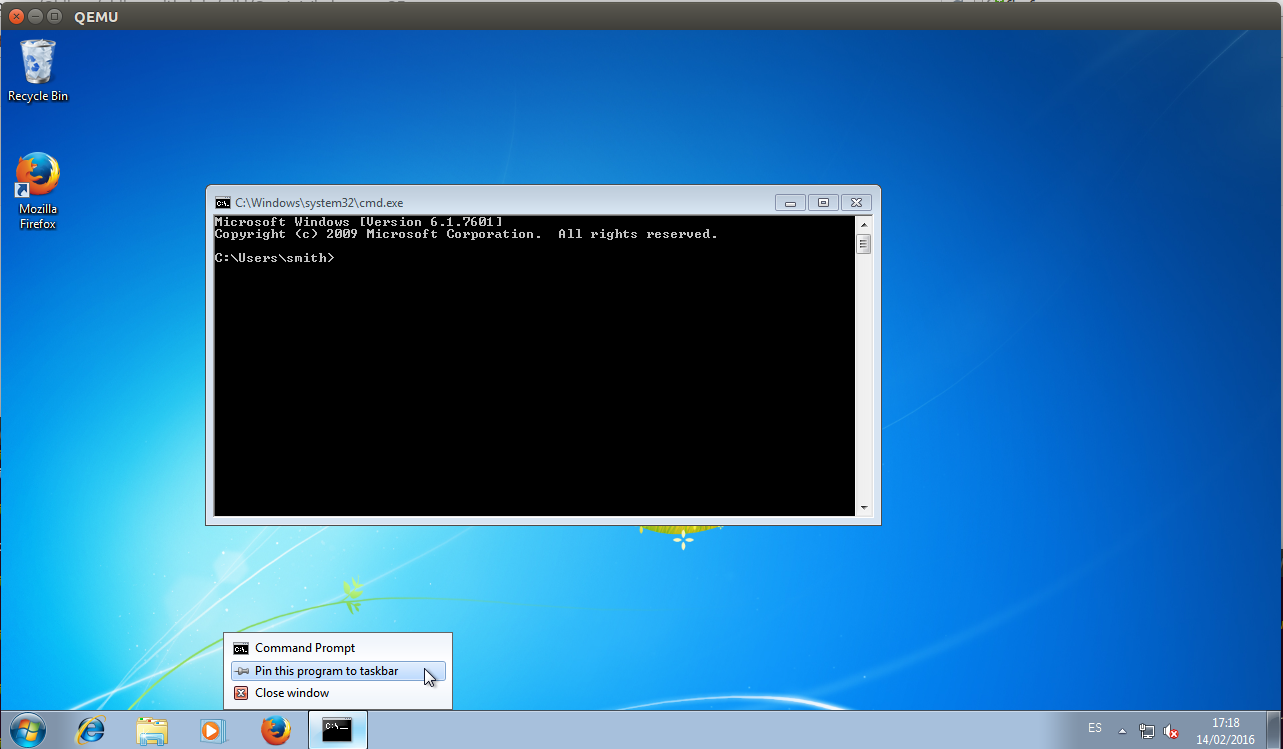 QEMU
Recycle Bin
Mozilla
Firefox
C:\Windows\system32\cmd.exe
Microsoft Windows [Version 6.1.7601]
Copyright (c) 2009 Microsoft Corporation.  All rights reserved.
C:\Users\smith>
Command Prompt
Pin this program to taskbar
Close window
C:\
ES
17:18
14/02/2016